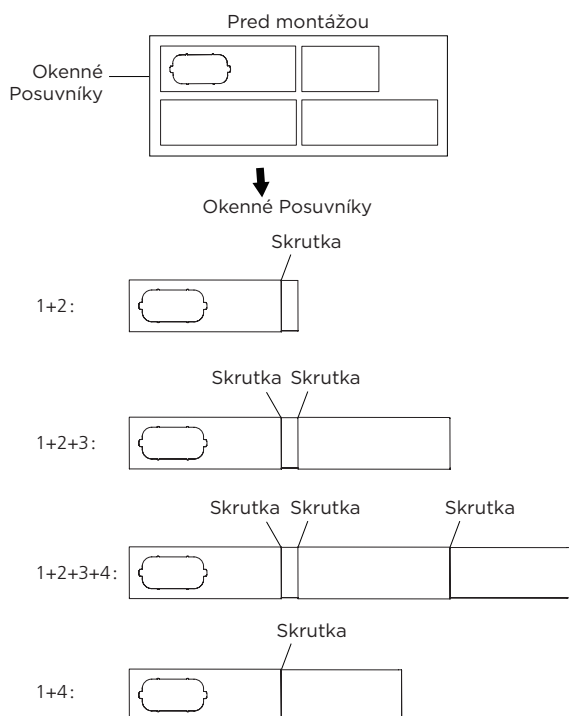 Pred montážou
Okenné
Posuvníky
Okenné Posuvníky
Skrutka
1+2:
Skrutka Skrutka
1+2+3:
Skrutka Skrutka Skrutka
1+2+3+4:
Skrutka
1+4: